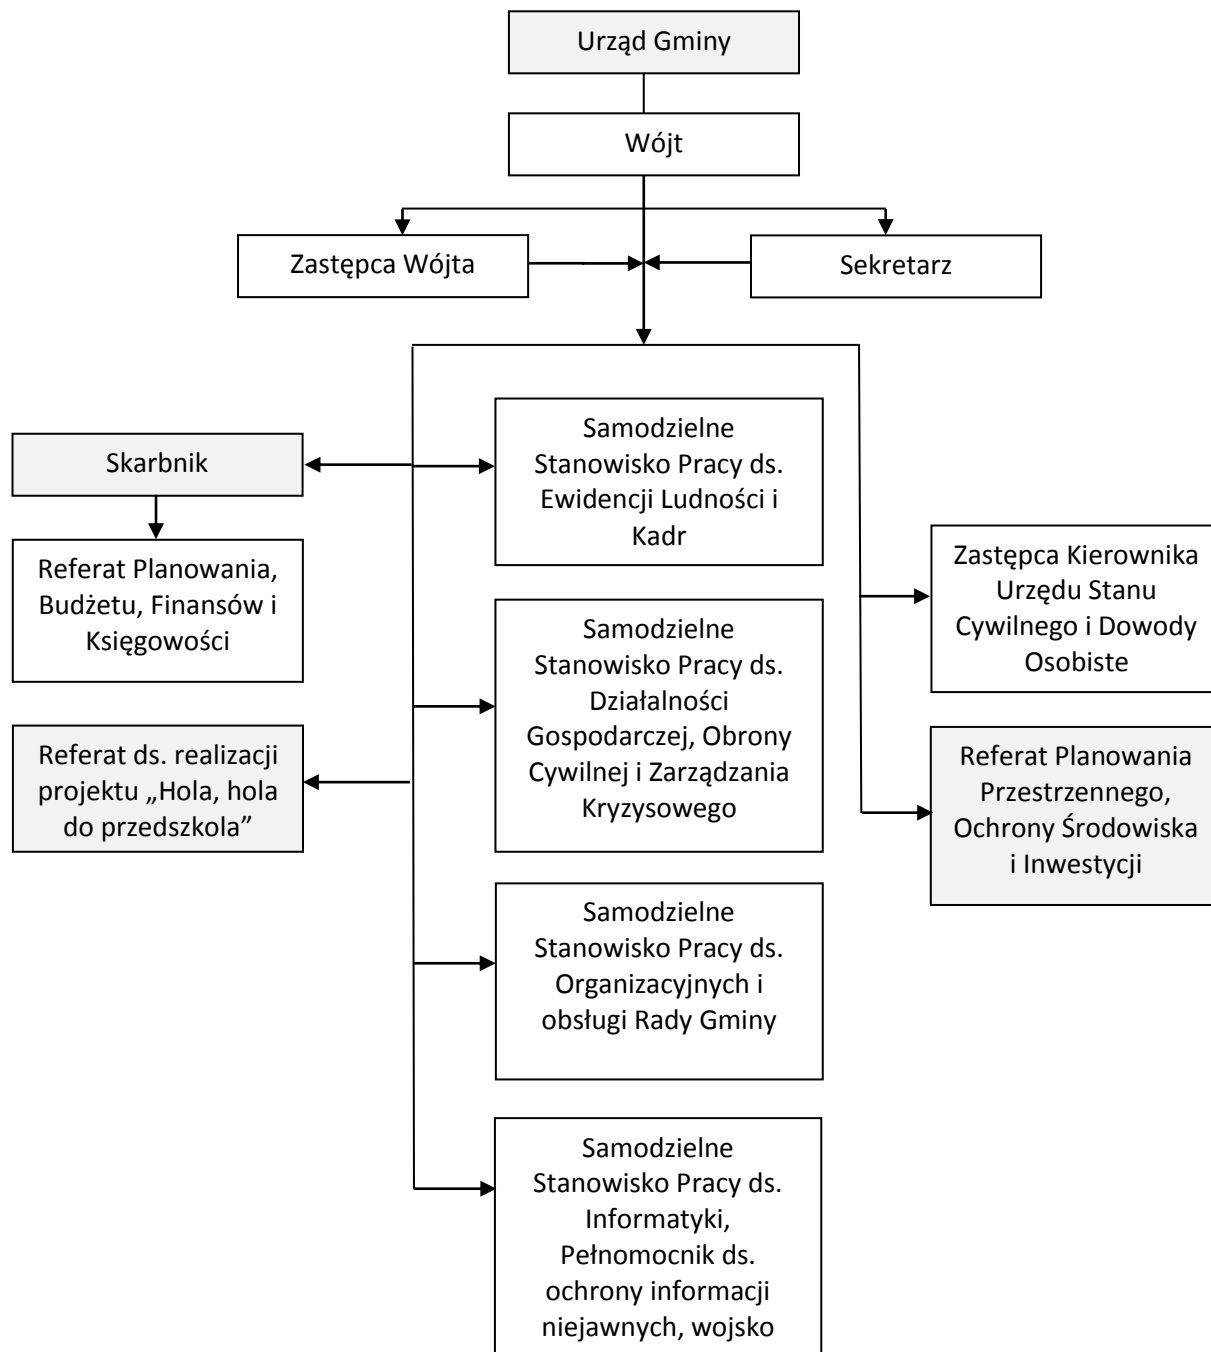 Urząd Gminy
Wójt
Zastępca Wójta
Sekretarz
Skarbnik
Referat Planowania,
Budżetu, Finansów i
Księgowości
Referat ds. realizacji
projektu „Hola, hola
do przedszkola”
Samodzielne
Stanowisko Pracy ds.
Ewidencji Ludności i
Kadr
Samodzielne
Stanowisko Pracy ds.
Działalności
Gospodarczej, Obrony
Cywilnej i Zarządzania
Kryzysowego
Samodzielne
Stanowisko Pracy ds.
Organizacyjnych i
obsługi Rady Gminy
Samodzielne
Stanowisko Pracy ds.
Informatyki,
Pełnomocnik ds.
ochrony informacji
niejawnych, wojsko
Zastępca Kierownika
Urzędu Stanu
Cywilnego i Dowody
Osobiste
Referat Planowania
Przestrzennego,
Ochrony Środowiska
i Inwestycji